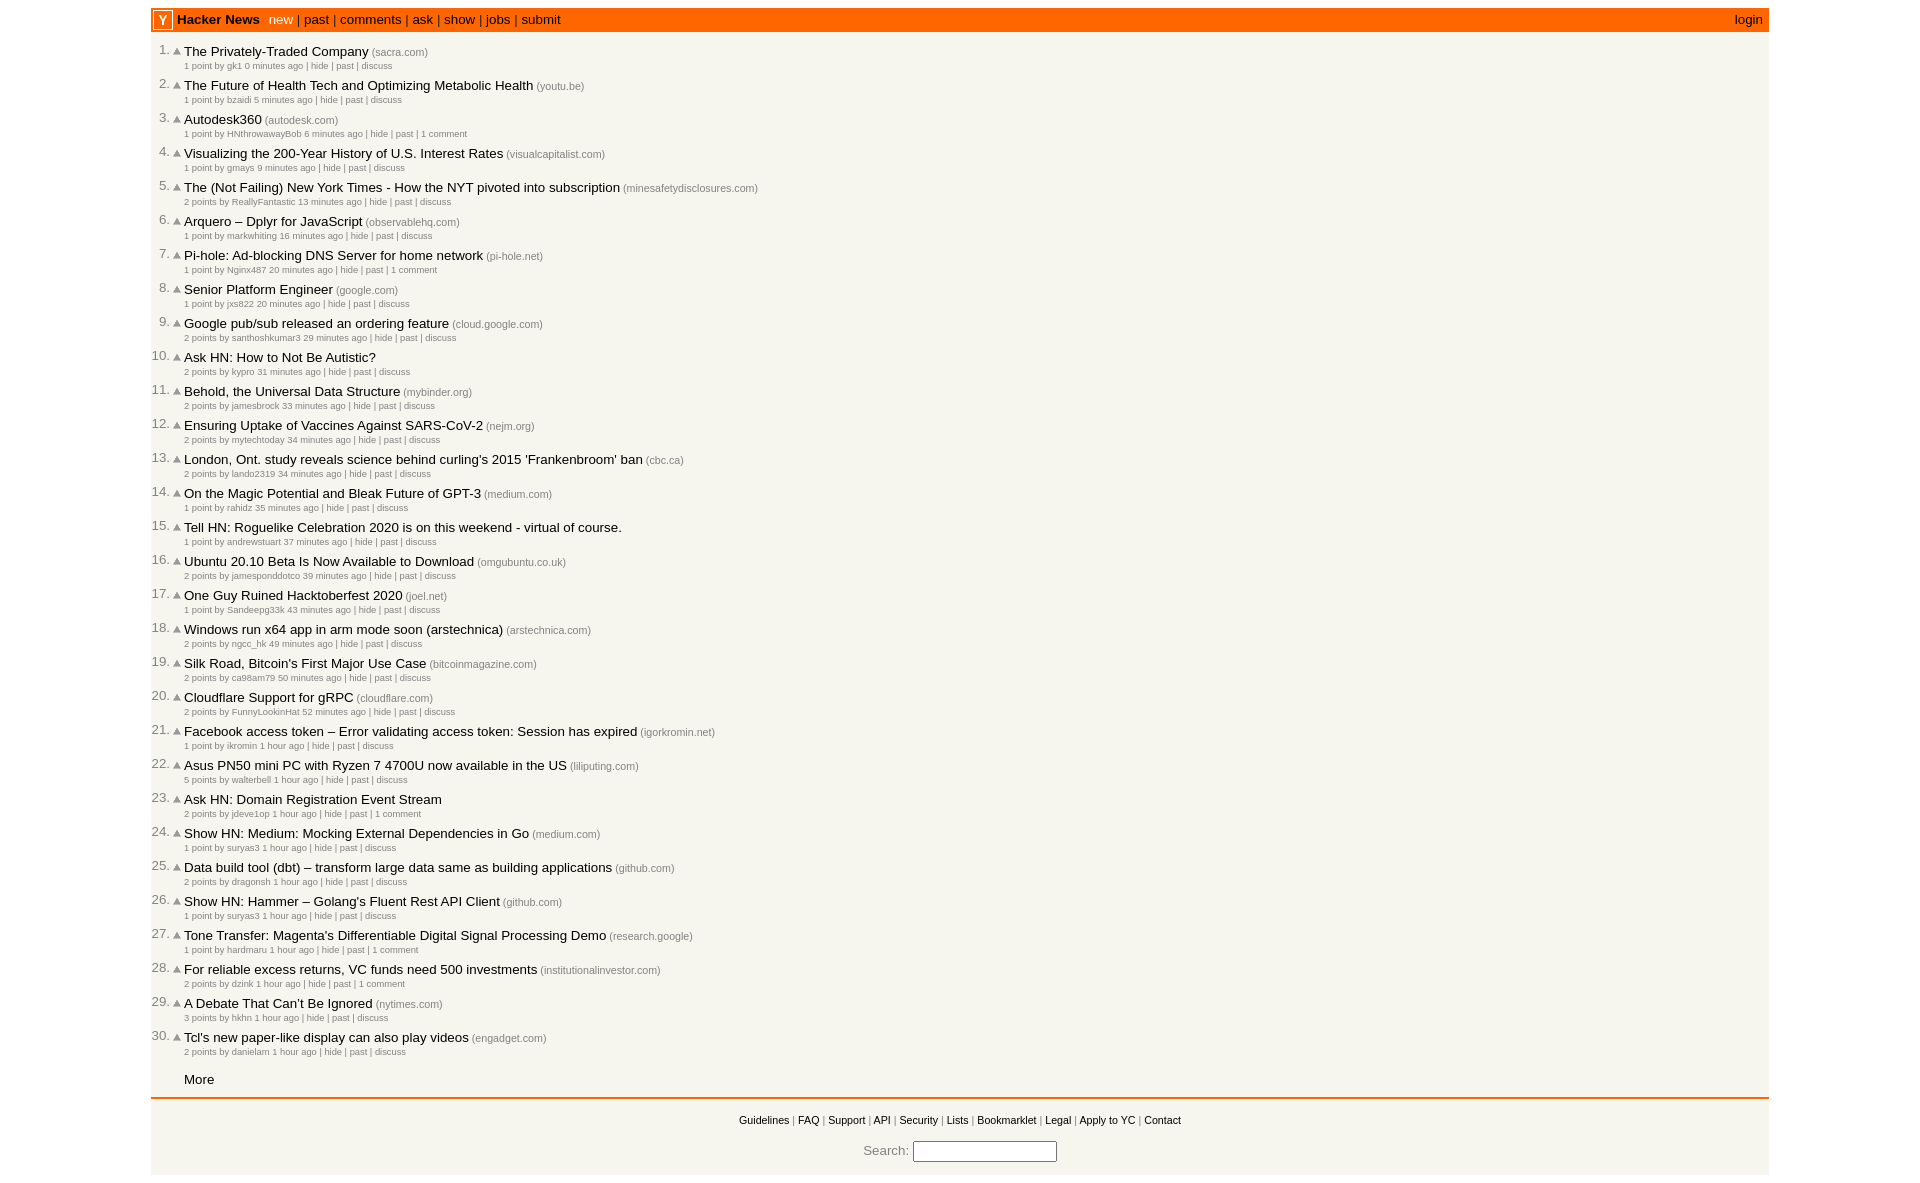 Y Hacker News new | past | comments | ask | show | jobs | submit login
1. The Privately-Traded Company (sacra.com)
1 point by gk1 0 minutes ago | hide | past | discuss
2. The Future of Health Tech and Optimizing Metabolic Health (youtu.be)
1 point by bzaidi 5 minutes ago | hide | past | discuss
3. Autodesk360 (autodesk.com)
1 point by HNthrowawayBob 6 minutes ago | hide | past | 1 comment
4. Visualizing the 200-Year History of U.S. Interest Rates (visualcapitalist.com)
1 point by gmays 9 minutes ago | hide | past | discuss
5. The (Not Failing) New York Times - How the NYT pivoted into subscription (minesafetydisclosures.com)
2 points by ReallyFantastic 13 minutes ago | hide | past | discuss
6. Arquero – Dplyr for JavaScript (observablehq.com)
1 point by markwhiting 16 minutes ago | hide | past | discuss
7. Pi-hole: Ad-blocking DNS Server for home network (pi-hole.net)
1 point by Nginx487 20 minutes ago | hide | past | 1 comment
8. Senior Platform Engineer (google.com)
1 point by jxs822 20 minutes ago | hide | past | discuss
9. Google pub/sub released an ordering feature (cloud.google.com)
2 points by santhoshkumar3 29 minutes ago | hide | past | discuss
10. Ask HN: How to Not Be Autistic?
2 points by kypro 31 minutes ago | hide | past | discuss
11. Behold, the Universal Data Structure (mybinder.org)
2 points by jamesbrock 33 minutes ago | hide | past | discuss
12. Ensuring Uptake of Vaccines Against SARS-CoV-2 (nejm.org)
2 points by mytechtoday 34 minutes ago | hide | past | discuss
13. London, Ont. study reveals science behind curling's 2015 'Frankenbroom' ban (cbc.ca)
2 points by lando2319 34 minutes ago | hide | past | discuss
14. On the Magic Potential and Bleak Future of GPT-3 (medium.com)
1 point by rahidz 35 minutes ago | hide | past | discuss
15. Tell HN: Roguelike Celebration 2020 is on this weekend - virtual of course.
1 point by andrewstuart 37 minutes ago | hide | past | discuss
16. Ubuntu 20.10 Beta Is Now Available to Download (omgubuntu.co.uk)
2 points by jamesponddotco 39 minutes ago | hide | past | discuss
17. One Guy Ruined Hacktoberfest 2020 (joel.net)
1 point by Sandeepg33k 43 minutes ago | hide | past | discuss
18. Windows run x64 app in arm mode soon (arstechnica) (arstechnica.com)
2 points by ngcc_hk 49 minutes ago | hide | past | discuss
19. Silk Road, Bitcoin's First Major Use Case (bitcoinmagazine.com)
2 points by ca98am79 50 minutes ago | hide | past | discuss
20. Cloudflare Support for gRPC (cloudflare.com)
2 points by FunnyLookinHat 52 minutes ago | hide | past | discuss
21. Facebook access token – Error validating access token: Session has expired (igorkromin.net)
1 point by ikromin 1 hour ago | hide | past | discuss
22. Asus PN50 mini PC with Ryzen 7 4700U now available in the US (liliputing.com)
5 points by walterbell 1 hour ago | hide | past | discuss
23. Ask HN: Domain Registration Event Stream
2 points by jdeve1op 1 hour ago | hide | past | 1 comment
24. Show HN: Medium: Mocking External Dependencies in Go (medium.com)
1 point by suryas3 1 hour ago | hide | past | discuss
25. Data build tool (dbt) – transform large data same as building applications (github.com)
2 points by dragonsh 1 hour ago | hide | past | discuss
26. Show HN: Hammer – Golang's Fluent Rest API Client (github.com)
1 point by suryas3 1 hour ago | hide | past | discuss
27. Tone Transfer: Magenta's Differentiable Digital Signal Processing Demo (research.google)
1 point by hardmaru 1 hour ago | hide | past | 1 comment
28. For reliable excess returns, VC funds need 500 investments (institutionalinvestor.com)
2 points by dzink 1 hour ago | hide | past | 1 comment
29. A Debate That Can't Be Ignored (nytimes.com)
3 points by hkhn 1 hour ago | hide | past | discuss
30. Tcl's new paper-like display can also play videos (engadget.com)
2 points by danielam 1 hour ago | hide | past | discuss
More
Guidelines | FAQ | Support | API | Security | Lists | Bookmarklet | Legal | Apply to YC | Contact
Search: